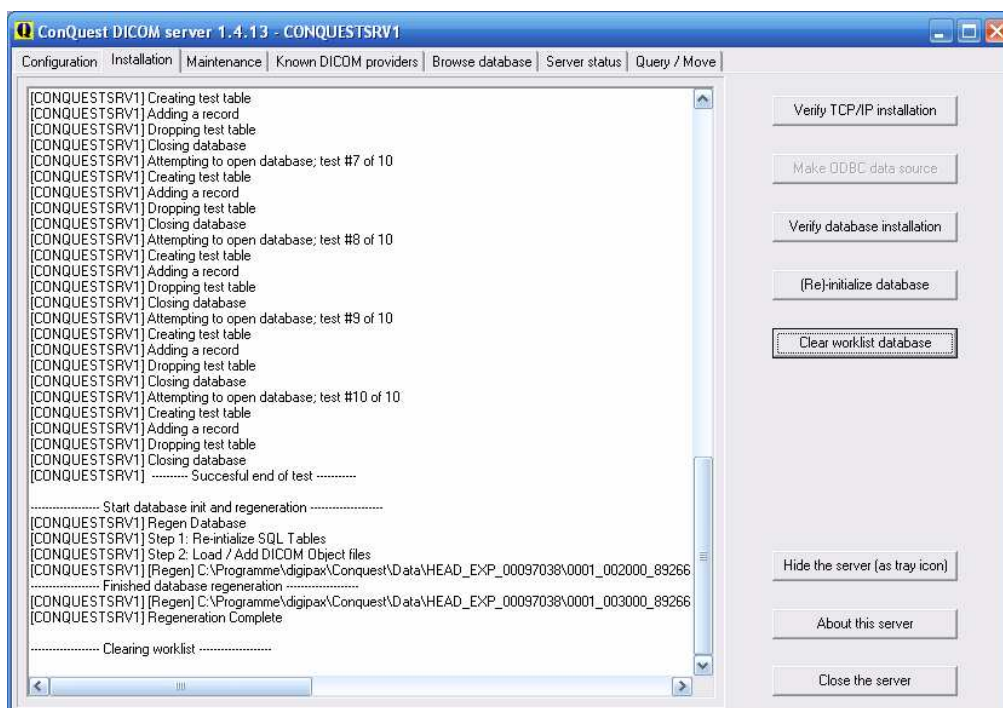 ConQuest DICOM server 1.4.13 - CONQUESTSRV1
Configuration Installation Maintenance Known DICOM providers Browse database Server status Query / Move
[CONQUESTSRV1] Creating test table
[CONQUESTSRV1] Adding a record
[CONQUESTSRV1] Dropping test table
[CONQUESTSRV1] Closing database
[CONQUESTSRV1] Attempting to open database; test #7 of 10
[CONQUESTSRV1] Creating test table
[CONQUESTSRV1] Adding a record
[CONQUESTSRV1] Dropping test table
[CONQUESTSRV1] Closing database
[CONQUESTSRV1] Attempting to open database; test #8 of 10
[CONQUESTSRV1] Creating test table
[CONQUESTSRV1] Adding a record
[CONQUESTSRV1] Dropping test table
[CONQUESTSRV1] Closing database
[CONQUESTSRV1] Attempting to open database; test #9 of 10
[CONQUESTSRV1] Creating test table
[CONQUESTSRV1] Adding a record
[CONQUESTSRV1] Dropping test table
[CONQUESTSRV1] Closing database
[CONQUESTSRV1] Attempting to open database; test #10 of 10
[CONQUESTSRV1] Creating test table
[CONQUESTSRV1] Adding a record
[CONQUESTSRV1] Dropping test table
[CONQUESTSRV1] Closing database
[CONQUESTSRV1] ---------- Succesful end of test -----------
------------------- Start database init and regeneration --------------------
[CONQUESTSRV1] Regen Database
[CONQUESTSRV1] Step 1: Re-intialize SQL Tables
[CONQUESTSRV1] Step 2: Load / Add DICOM Object files
[CONQUESTSRV1] [Regen] C:\Programme\digipax\Conquest\Data\HEAD_EXP_00097038\0001_002000_89266
------------------- Finished database regeneration --------------------
[CONQUESTSRV1] [Regen] C:\Programme\digipax\Conquest\Data\HEAD_EXP_00097038\0001_003000_89266
[CONQUESTSRV1] Regeneration Complete
------------------- Clearing worklist --------------------
Verify TCP/IP installation
Make ODBC data source
Verify database installation
(Re)-initialize database
Clear worklist database
Hide the server (as tray icon)
About this server
Close the server